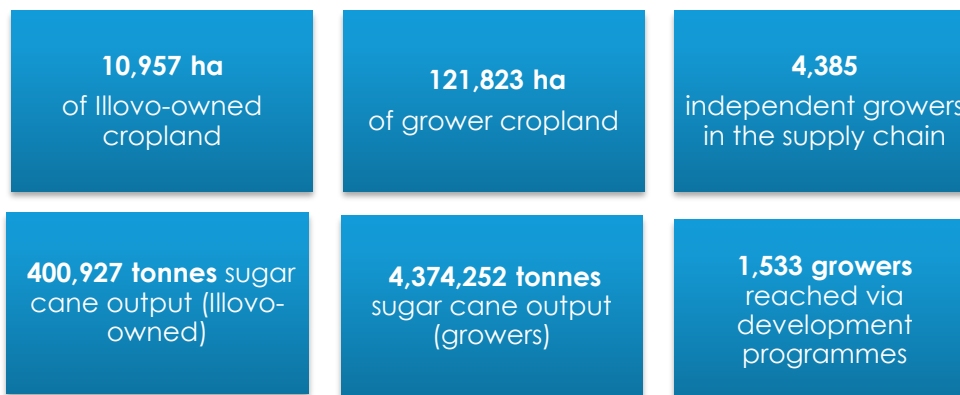 10,957 ha
of Illovo-owned
cropland
121,823 ha
of grower cropland
4,385
independent growers
in the supply chain
400,927 tonnes sugar
cane output (Illovo-
owned)
4,374,252 tonnes
sugar cane output
(growers)
1,533 growers
reached via
development
programmes